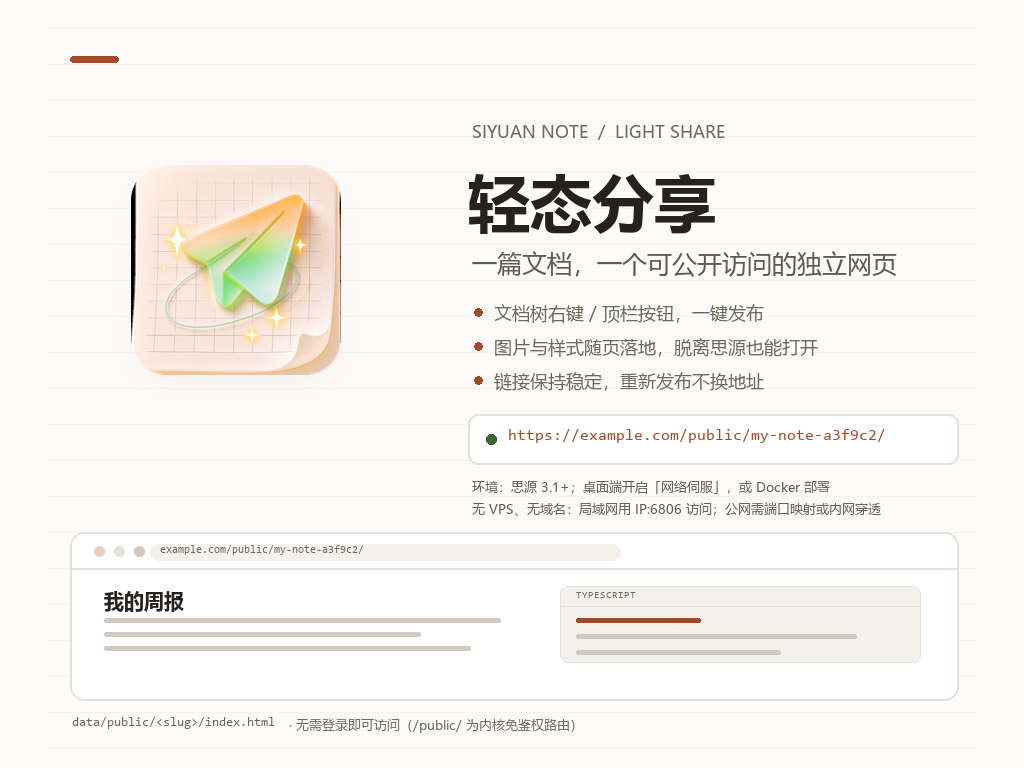 SIYUAN NOTE / LIGHT SHARE
轻态分享
一篇文档，一个可公开访问的独立网页
文档树右键 / 顶栏按钮，一键发布
图片与样式随页落地，脱离思源也能打开
链接保持稳定，重新发布不换地址
https://example.com/public/my-note-a3f9c2/
环境：思源 3.1+；桌面端开启「网络伺服」，或 Docker 部署
无 VPS、无域名：局域网用 IP:6806 访问；公网需端口映射或内网穿透
example.com/public/my-note-a3f9c2/
我的周报
TYPESCRIPT
data/public/<slug>/index.html · 无需登录即可访问（/public/ 为内核免鉴权路由）